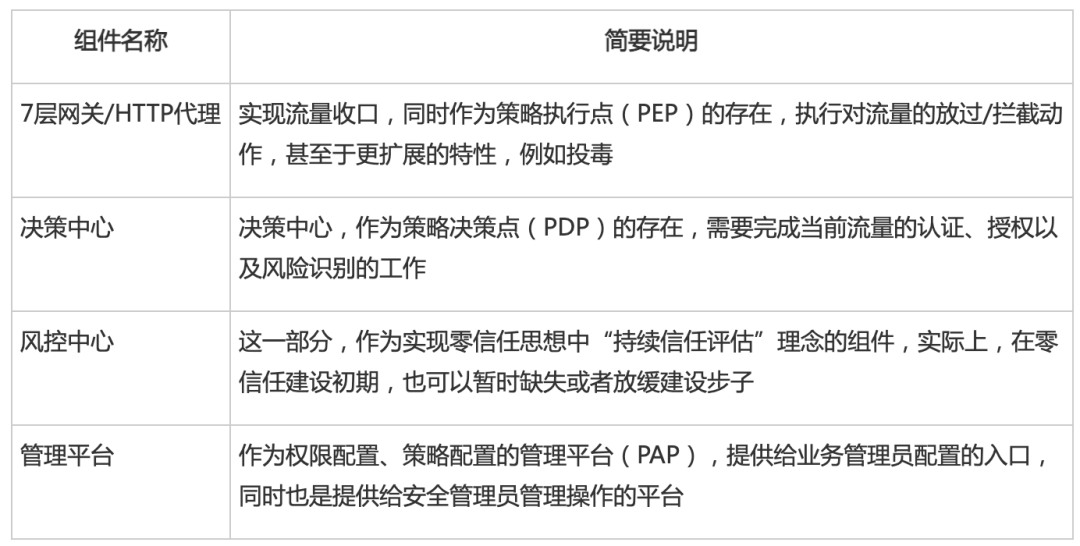 组件名称
简要说明
7层网关/HTTP代理
实现流量收口，同时作为策略执行点（PEP）的存在，执行对流量的放过/拦截动
作，甚至于更扩展的特性，例如投毒
决策中心
决策中心，作为策略决策点（PDP）的存在，需要完成当前流量的认证、授权以
及风险识别的工作
风控中心
这一部分，作为实现零信任思想中“持续信任评估”理念的组件，实际上，在零
信任建设初期，也可以暂时缺失或者放缓建设步子
管理平台
作为权限配置、策略配置的管理平台（PAP），提供给业务管理员配置的入口，
同时也是提供给安全管理员管理操作的平台